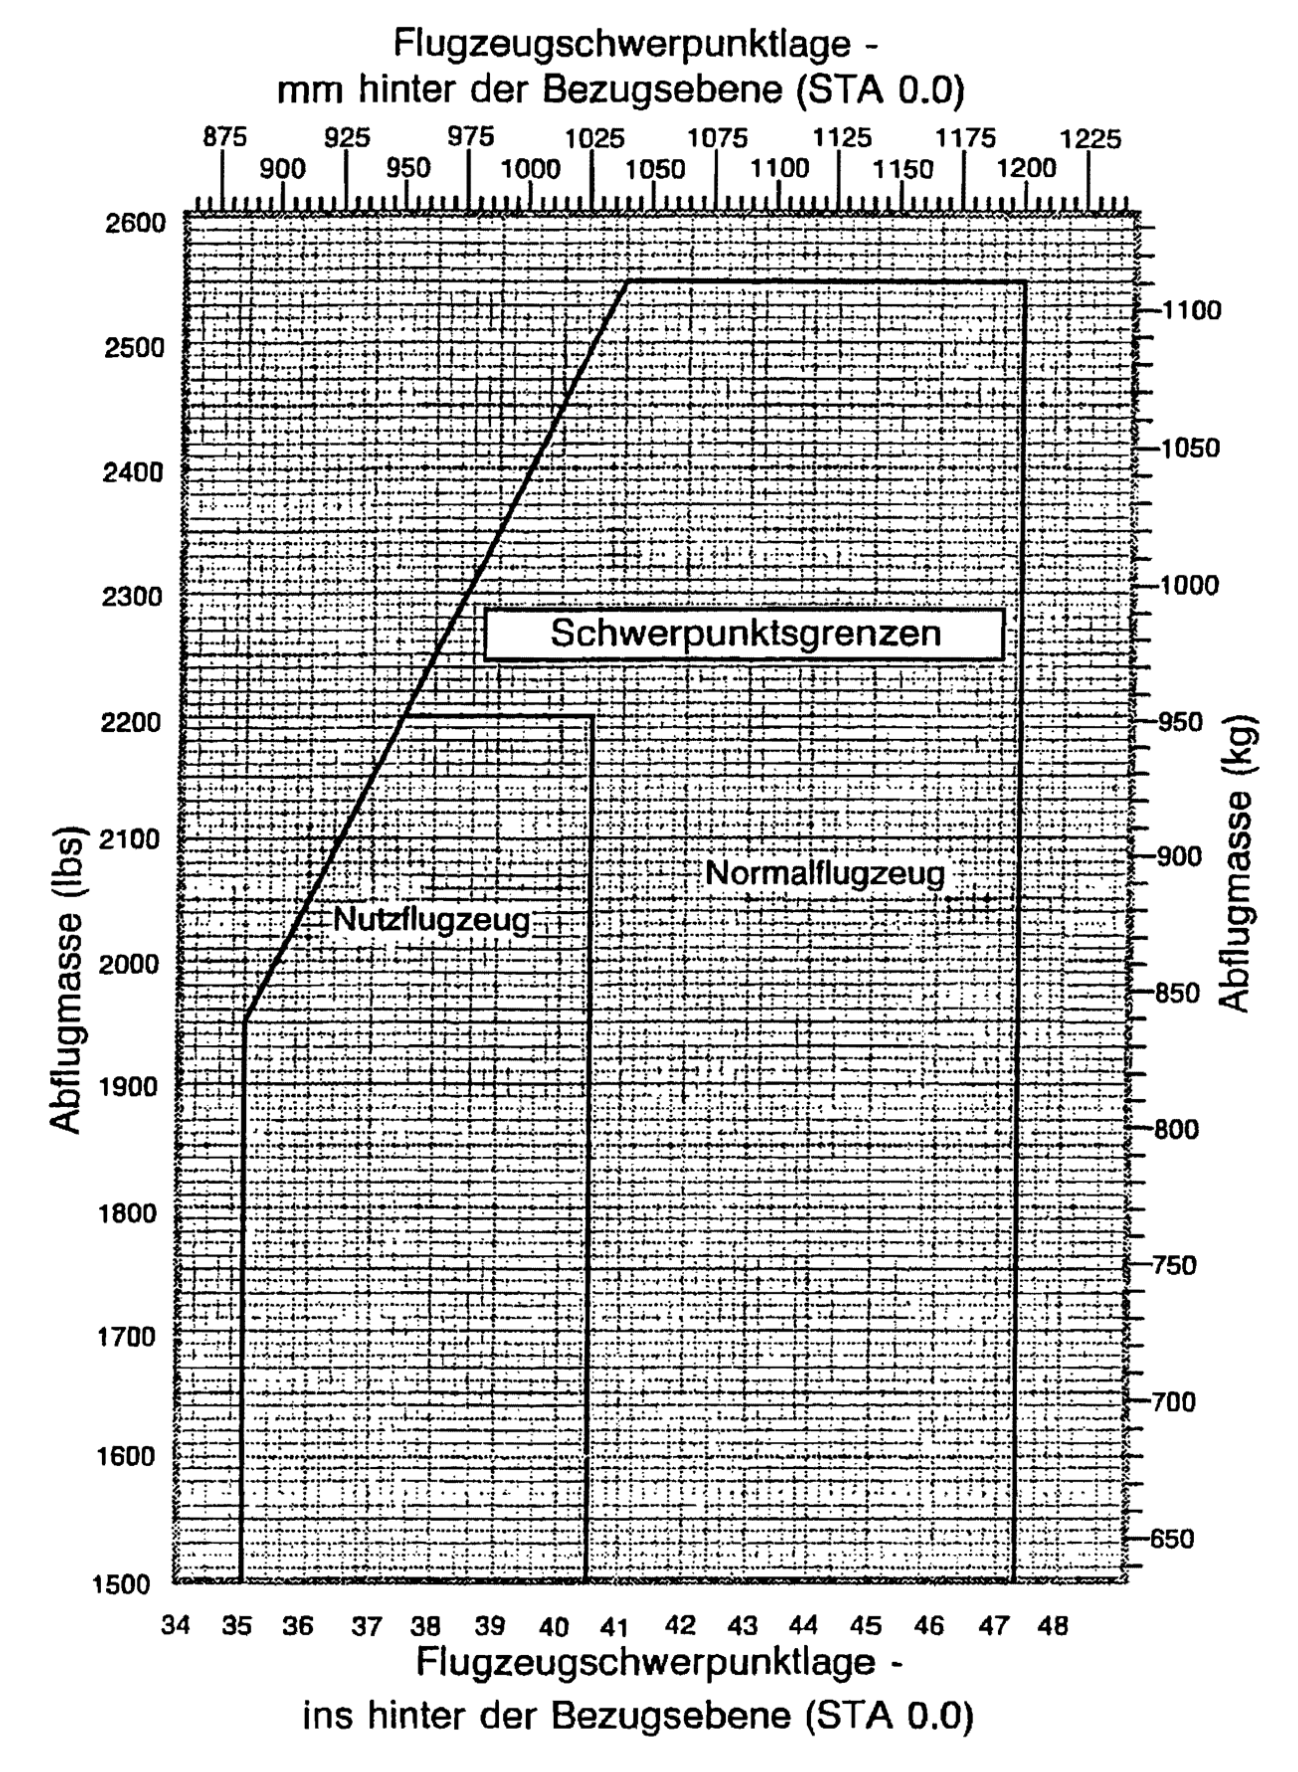 Flugzeugschwerpunktlage -
mm hinter der Bezugsebene (STA 0.0)
875 925 975 1025 1075 1125 1175 1225
900 950 1000 1050 1100 1150 1200
2600
2500
2400
2300
2200
2100
2000
1900
1800
1700
1600
1500
Abflugmasse (lbs)
Schwerpunktsgrenzen
Normalflugzeug
Nutzflugzeug
1100
1050
1000
950
900
850
800
750
700
650
Abflugmasse (kg)
34 35 36 37 38 39 40 41 42 43 44 45 46 47 48
Flugzeugschwerpunktlage -
ins hinter der Bezugsebene (STA 0.0)